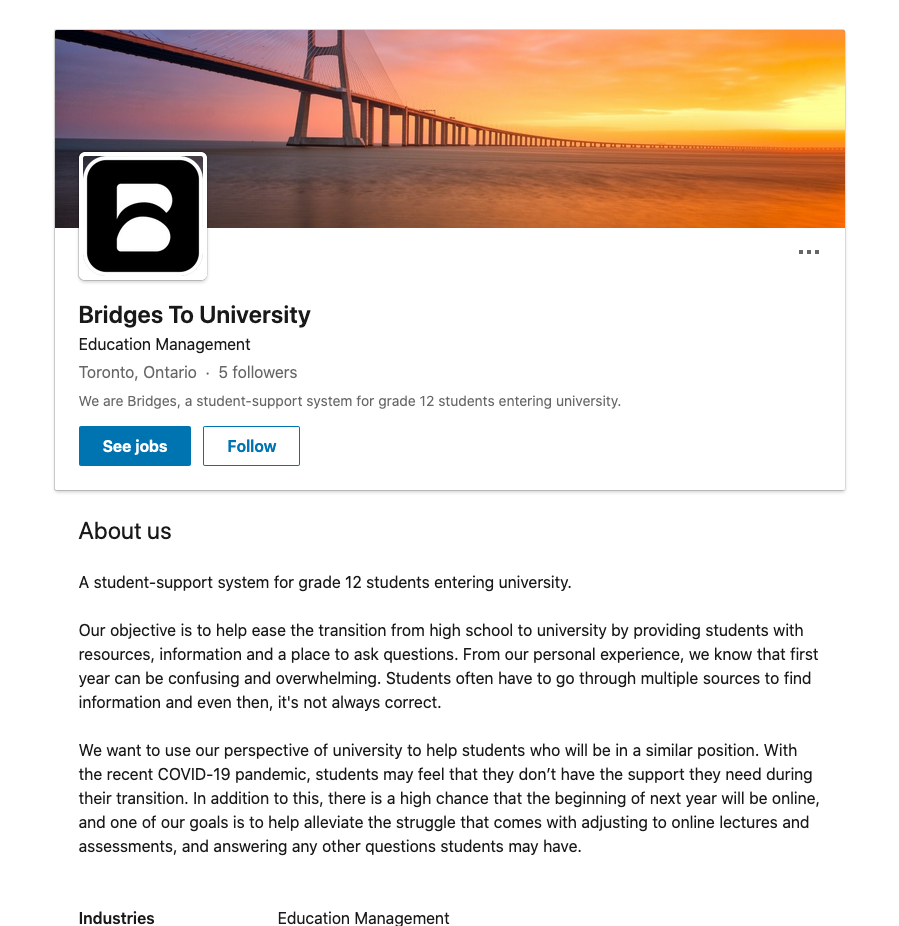 Bridges To University
Education Management
Toronto, Ontario · 5 followers
We are Bridges, a student-support system for grade 12 students entering university.
See jobs
Follow
About us
A student-support system for grade 12 students entering university.
Our objective is to help ease the transition from high school to university by providing students with
resources, information and a place to ask questions. From our personal experience, we know that first
year can be confusing and overwhelming. Students often have to go through multiple sources to find
information and even then, it's not always correct.
We want to use our perspective of university to help students who will be in a similar position. With
the recent COVID-19 pandemic, students may feel that they don’t have the support they need during
their transition. In addition to this, there is a high chance that the beginning of next year will be online,
and one of our goals is to help alleviate the struggle that comes with adjusting to online lectures and
assessments, and answering any other questions students may have.
Industries Education Management